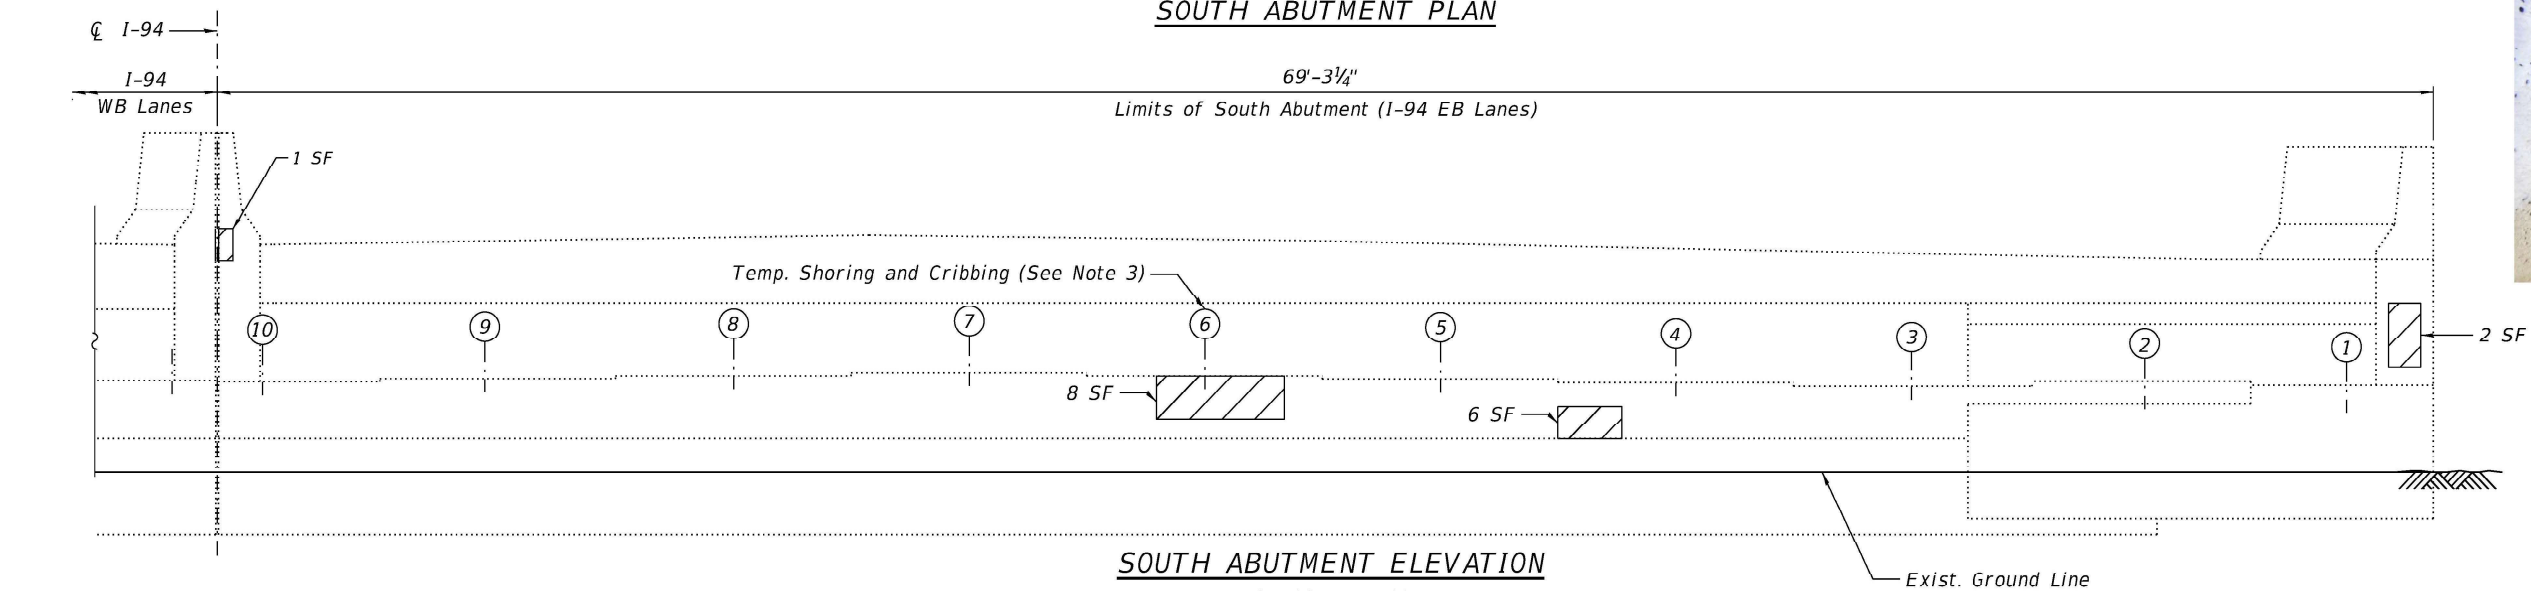 SOUTH ABUTMENT PLAN
℄ I-94
I-94
WB Lanes
69'-3¼"
Limits of South Abutment (I-94 EB Lanes)
1 SF
Temp. Shoring and Cribbing (See Note 3)
10
9
8
7
6
5
4
3
2
1
2 SF
8 SF
6 SF
SOUTH ABUTMENT ELEVATION
Exist. Ground Line